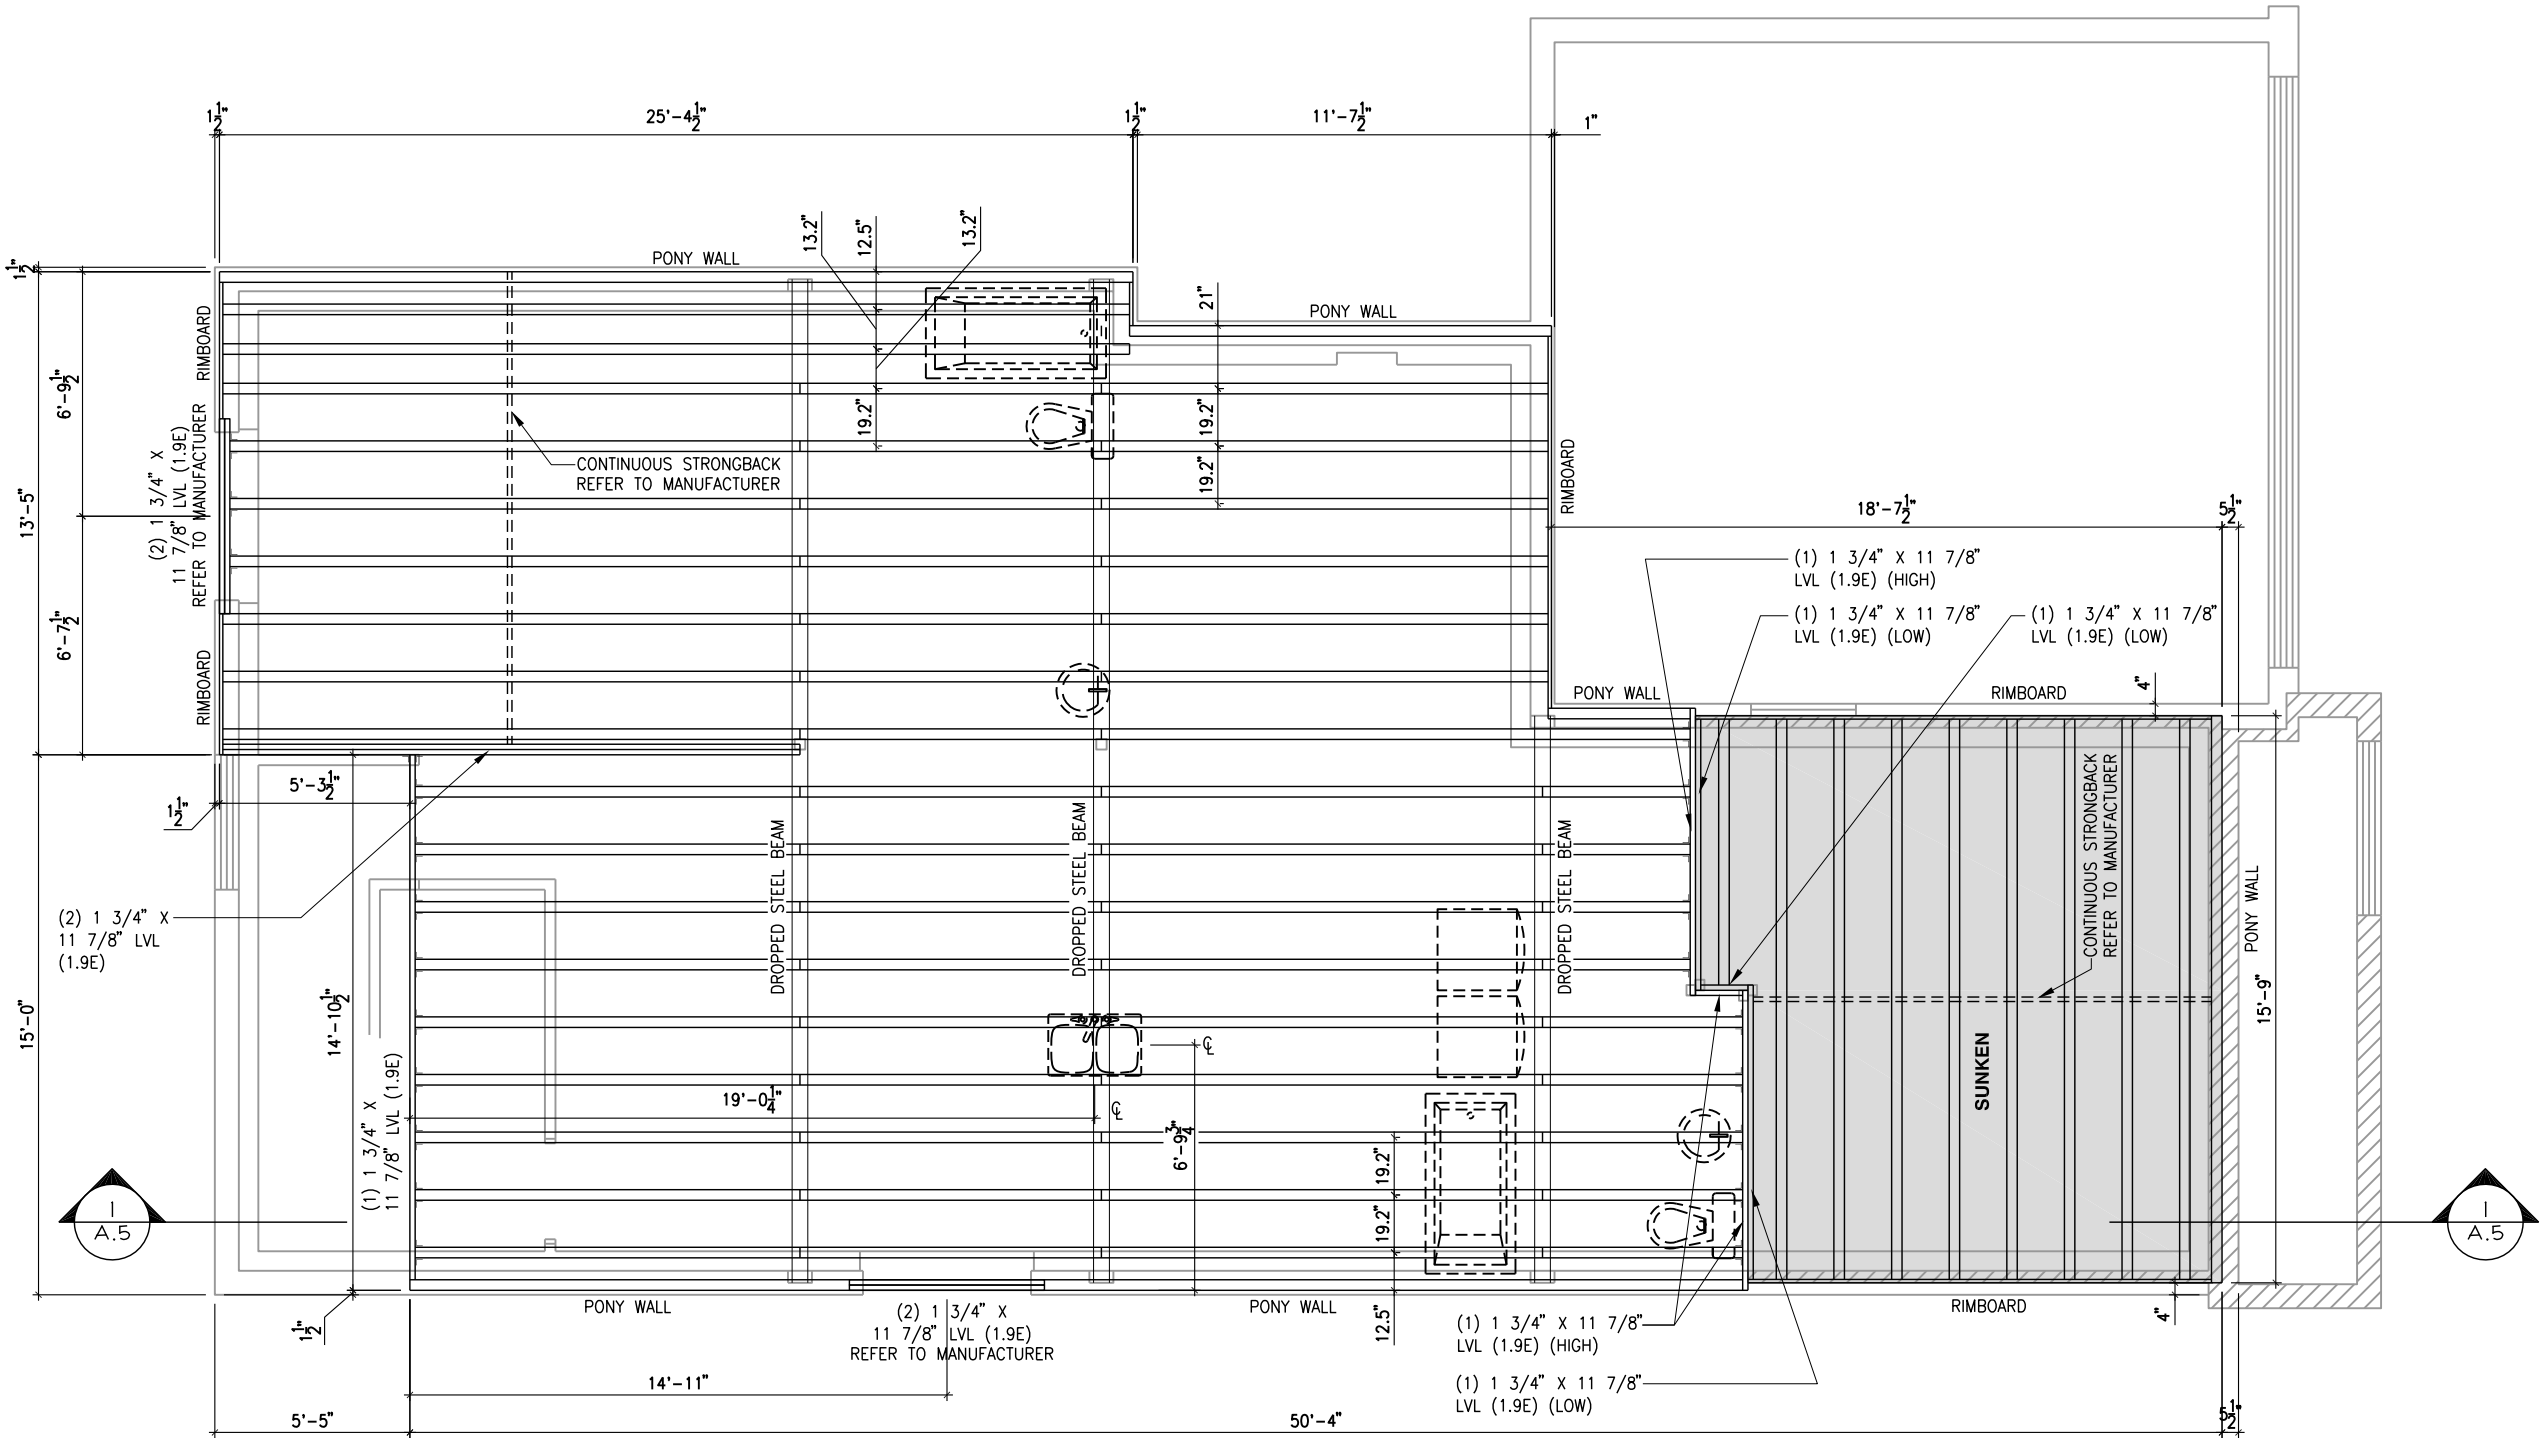 1 1/2"
25'-4 1/2"
1 1/2"
11'-7 1/2"
1"
13.2"
12.5"
13.2"
PONY WALL
1 1/2"
RIMBOARD
21"
PONY WALL
6'-9 1/2"
19.2"
19.2"
19.2"
(2) 1 3/4" X
11 7/8" LVL (1.9E)
REFER TO MANUFACTURER
CONTINUOUS STRONGBACK
REFER TO MANUFACTURER
RIMBOARD
13'-5"
18'-7 1/2"
5 1/2"
(1) 1 3/4" X 11 7/8"
LVL (1.9E) (HIGH)
(1) 1 3/4" X 11 7/8"
LVL (1.9E) (LOW)
(1) 1 3/4" X 11 7/8"
LVL (1.9E) (LOW)
6'-7 1/2"
RIMBOARD
PONY WALL
RIMBOARD
4"
5'-3 1/2"
1 1/2"
DROPPED STEEL BEAM
DROPPED STEEL BEAM
DROPPED STEEL BEAM
CONTINUOUS STRONGBACK
REFER TO MANUFACTURER
PONY WALL
(2) 1 3/4" X
11 7/8" LVL
(1.9E)
15'-0"
14'-10 1/2"
15'-9"
SUNKEN
(1) 1 3/4" X
11 7/8" LVL (1.9E)
19'-0 1/4"
℄
℄
6'-9 3/4"
19.2"
19.2"
1
A.5
1
A.5
1 1/2"
PONY WALL
(2) 1 3/4" X
11 7/8" LVL (1.9E)
REFER TO MANUFACTURER
PONY WALL
12.5"
(1) 1 3/4" X 11 7/8"
LVL (1.9E) (HIGH)
(1) 1 3/4" X 11 7/8"
LVL (1.9E) (LOW)
RIMBOARD
4"
14'-11"
5'-5"
50'-4"
5 1/2"